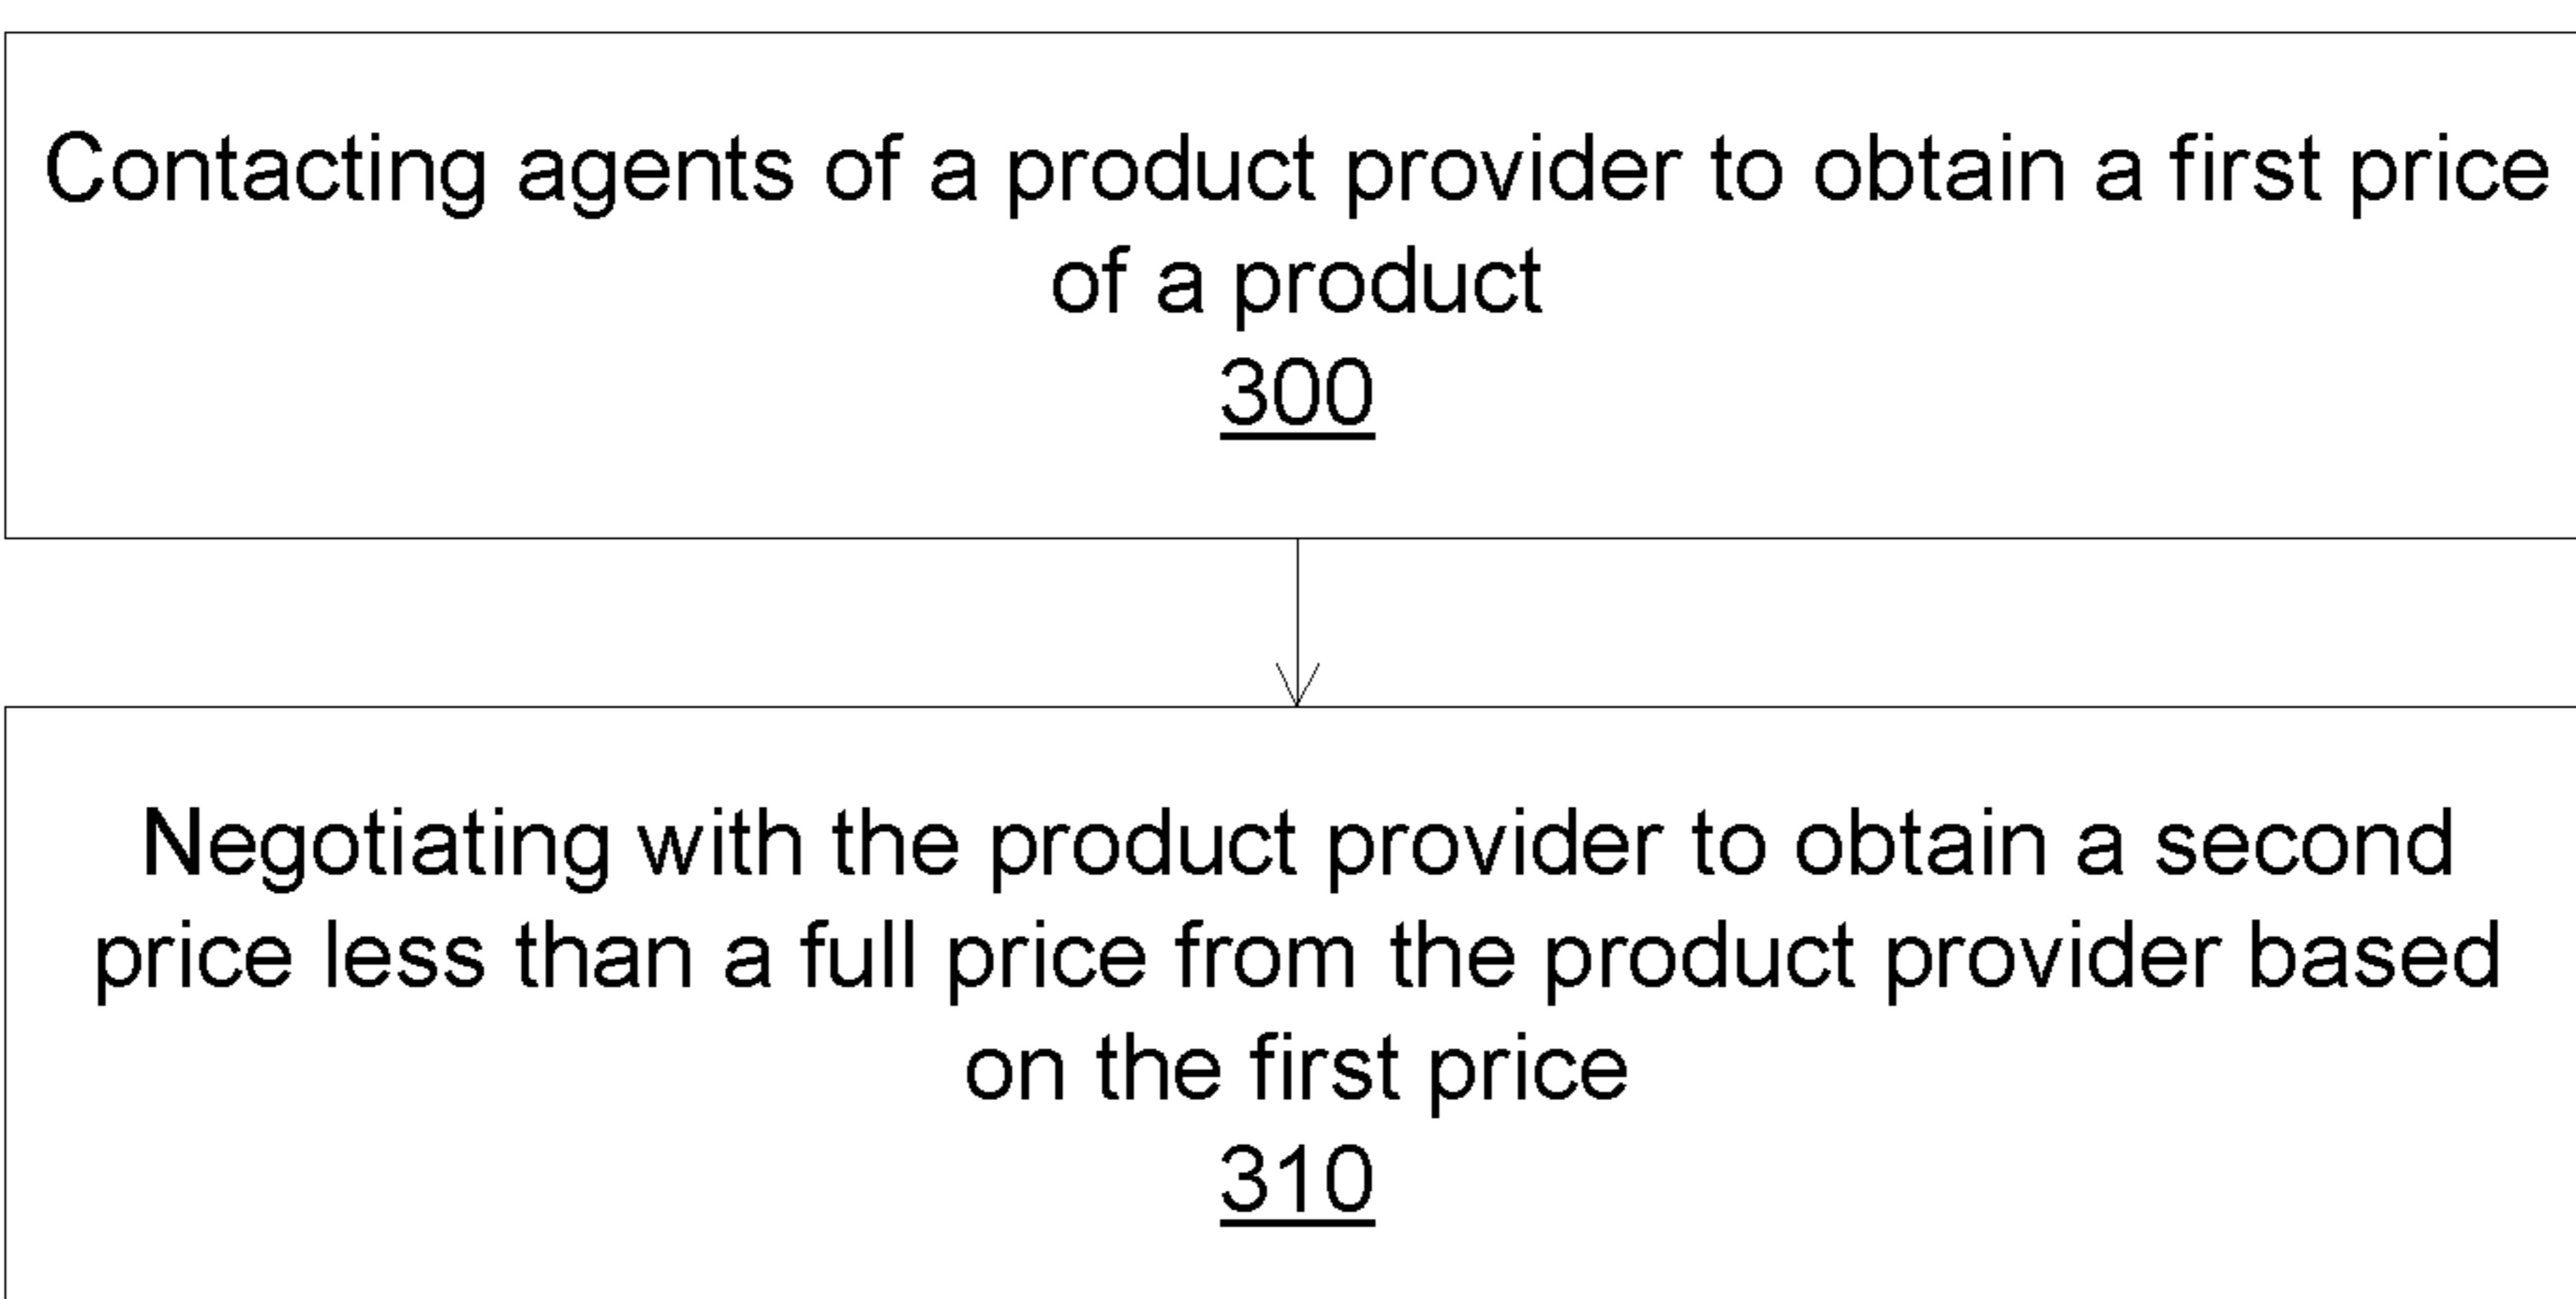 Contacting agents of a product provider to obtain a first price
of a product
300
Negotiating with the product provider to obtain a second
price less than a full price from the product provider based
on the first price
310